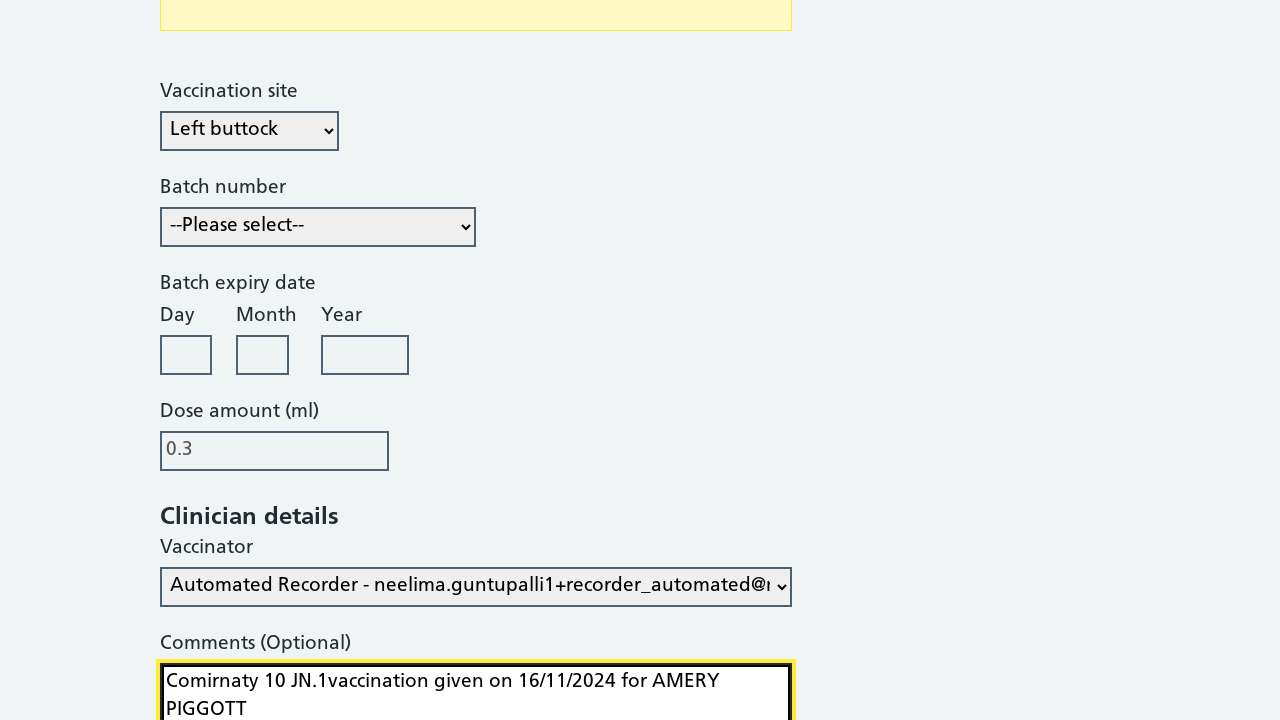 Vaccination site
Left buttock
Batch number
--Please select--
Batch expiry date
Day Month Year
Dose amount (ml)
0.3
Clinician details
Vaccinator
Automated Recorder - neelima.guntupalli1+recorder_automated@
Comments (Optional)
Comirnaty 10 JN.1vaccination given on 16/11/2024 for AMERY
PIGGOTT